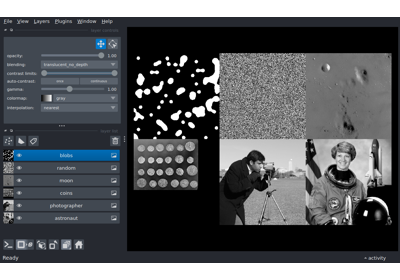 File View Layers Plugins Window Help
opacity: 1.00
blending: translucent_no_depth
contrast limits:
auto-contrast: once continuous
gamma: 1.00
colormap: gray
interpolation: nearest
blobs
random
moon
coins
photographer
astronaut
Ready activity